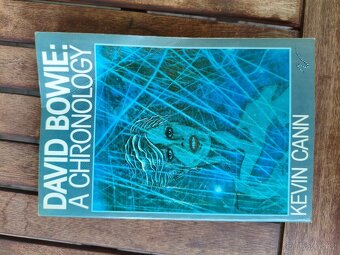 DAVID BOWIE:
A CHRONOLOGY
KEVIN CANN